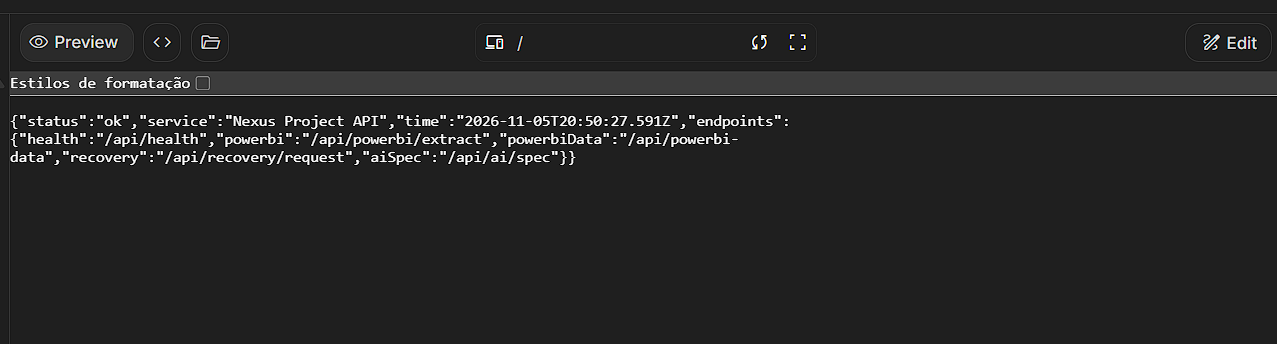 Preview
/
Edit
Estilos de formatação
{"status":"ok","service":"Nexus Project API","time":"2026-11-05T20:50:27.591Z","endpoints":
{"health":"/api/health","powerbi":"/api/powerbi/extract","powerbiData":"/api/powerbi-
data","recovery":"/api/recovery/request","aiSpec":"/api/ai/spec"}}